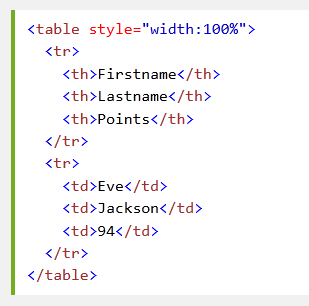 <table style="width:100%">
  <tr>
    <th>Firstname</th>
    <th>Lastname</th>
    <th>Points</th>
  </tr>
  <tr>
    <td>Eve</td>
    <td>Jackson</td>
    <td>94</td>
  </tr>
</table>